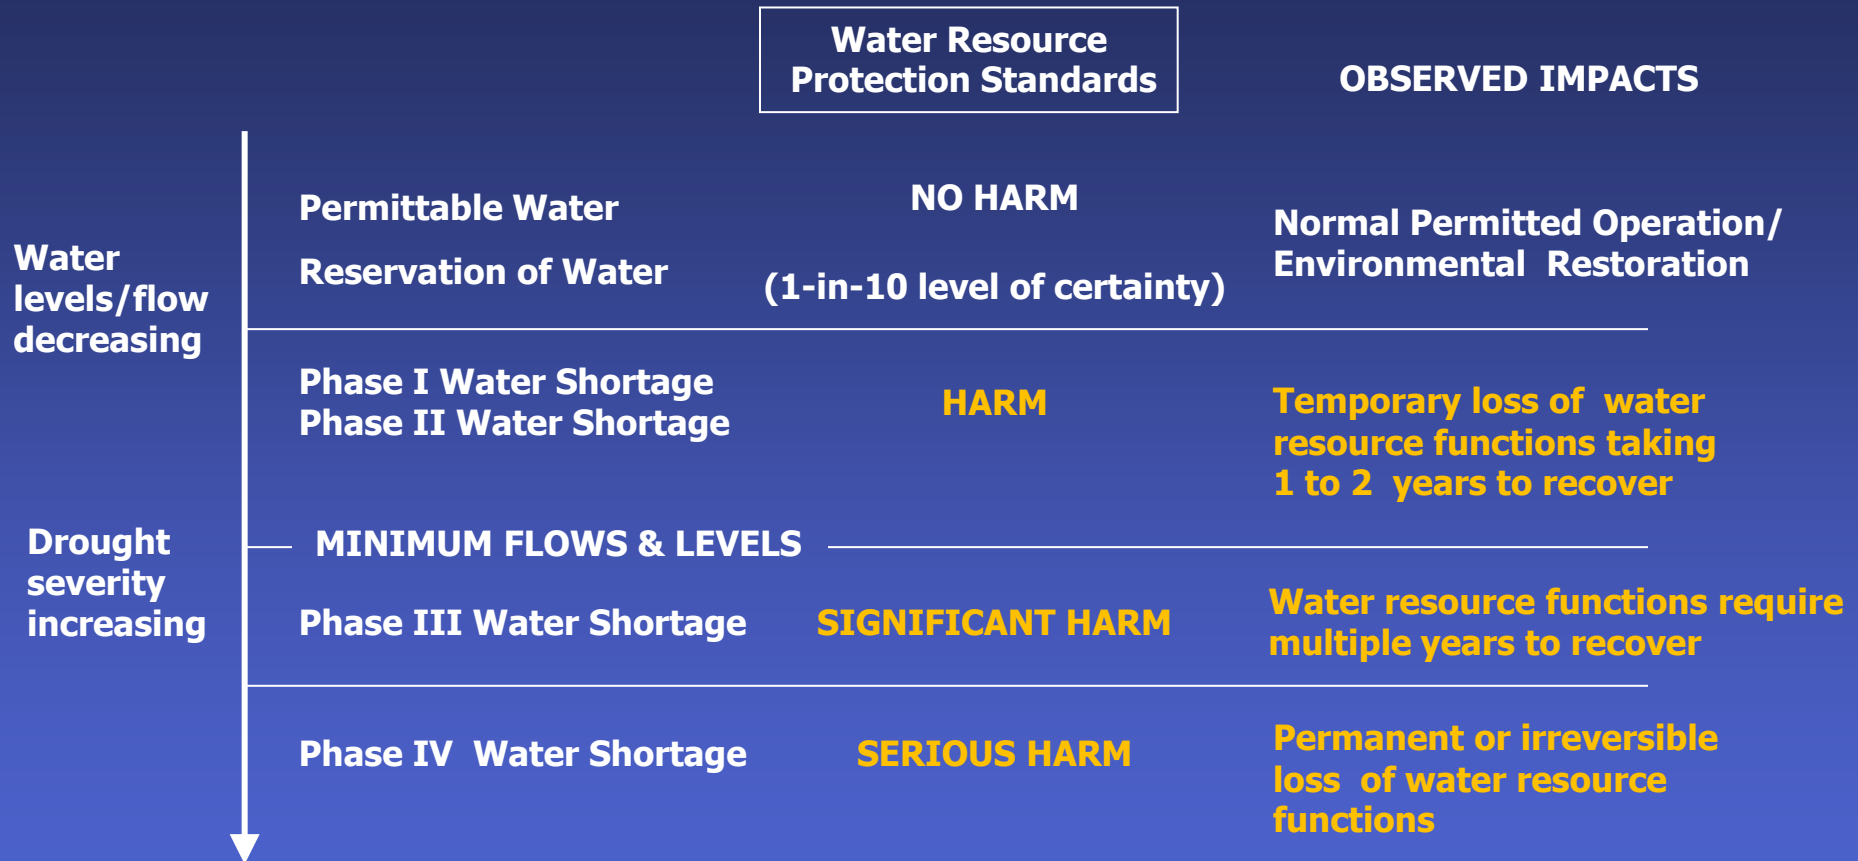 Water Resource
Protection Standards
OBSERVED IMPACTS
Water
levels/flow
decreasing
Permittable Water
Reservation of Water
NO HARM
(1-in-10 level of certainty)
Normal Permitted Operation/
Environmental Restoration
Phase I Water Shortage
Phase II Water Shortage
HARM
Temporary loss of water
resource functions taking
1 to 2 years to recover
Drought
severity
increasing
MINIMUM FLOWS & LEVELS
Phase III Water Shortage
SIGNIFICANT HARM
Water resource functions require
multiple years to recover
Phase IV Water Shortage
SERIOUS HARM
Permanent or irreversible
loss of water resource
functions